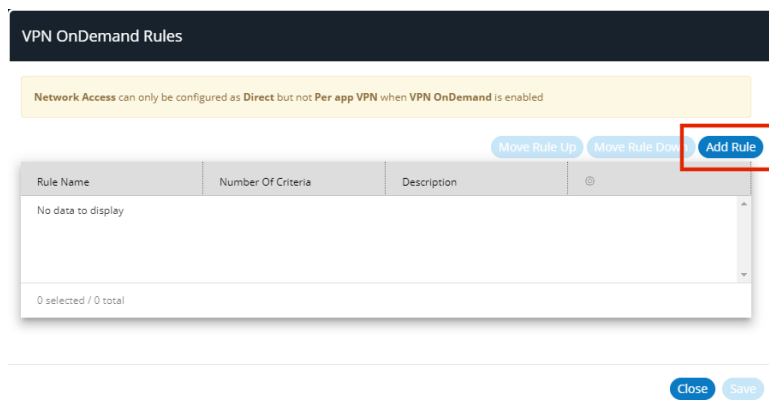 VPN OnDemand Rules
Network Access can only be configured as Direct but not Per app VPN when VPN OnDemand is enabled
Move Rule Up Move Rule Down Add Rule
Rule Name Number Of Criteria Description
No data to display
0 selected / 0 total
Close Save